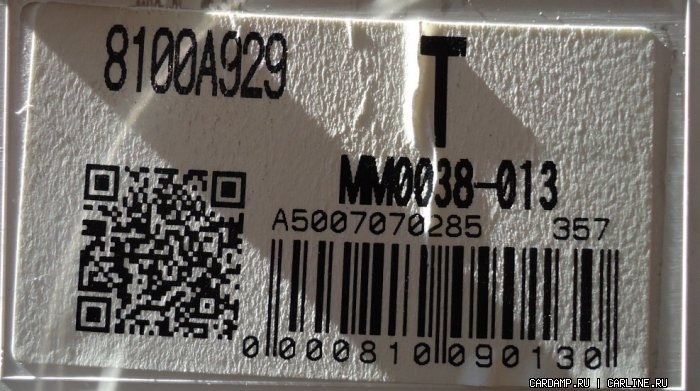 8100A929
T
MM0038-013
A5007070285 357
0 000810 090130
CARDAMP.RU | CARLINE.RU